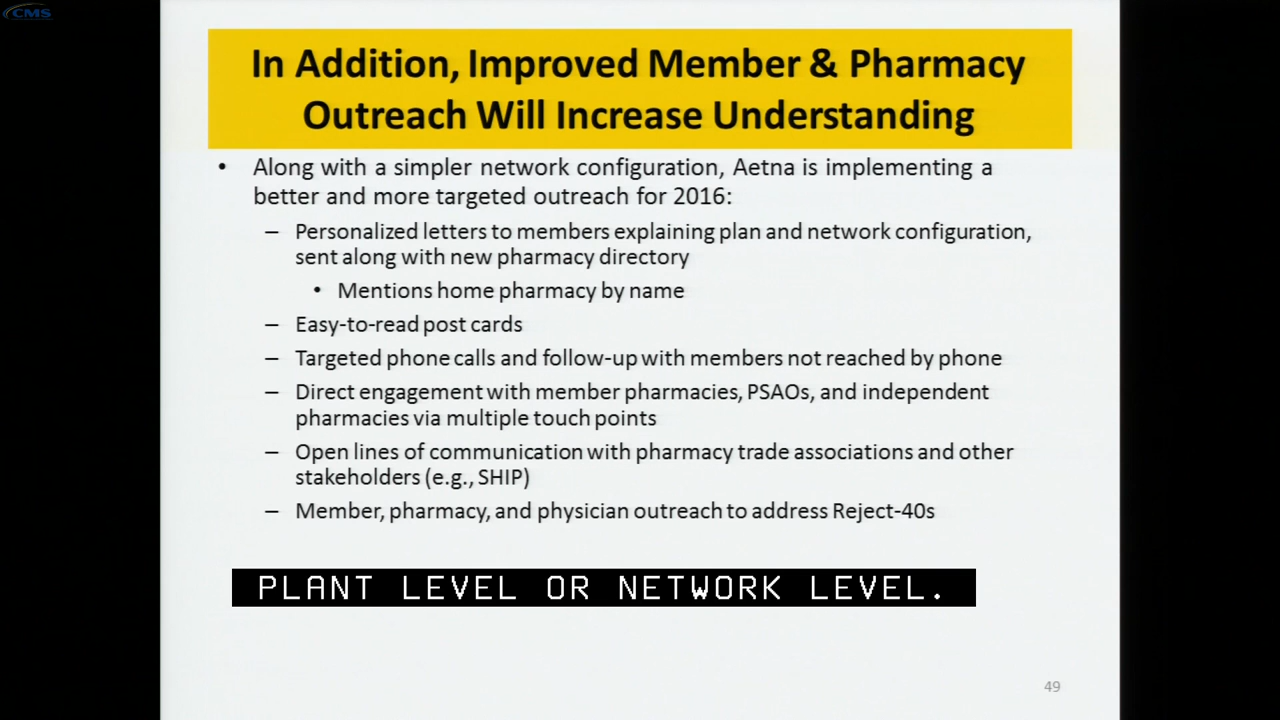 CMS
In Addition, Improved Member & Pharmacy
Outreach Will Increase Understanding
• Along with a simpler network configuration, Aetna is implementing a
better and more targeted outreach for 2016:
– Personalized letters to members explaining plan and network configuration,
sent along with new pharmacy directory
• Mentions home pharmacy by name
– Easy-to-read post cards
– Targeted phone calls and follow-up with members not reached by phone
– Direct engagement with member pharmacies, PSAOs, and independent
pharmacies via multiple touch points
– Open lines of communication with pharmacy trade associations and other
stakeholders (e.g., SHIP)
– Member, pharmacy, and physician outreach to address Reject-40s
PLANT LEVEL OR NETWORK LEVEL.
49